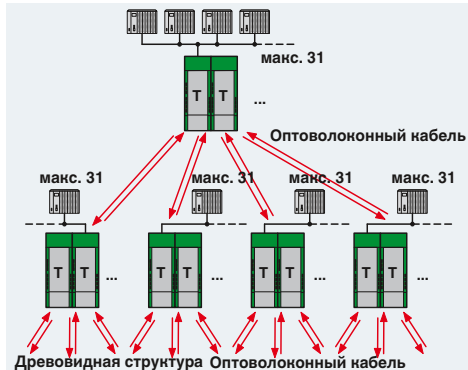 макс. 31
Т Т ...
Оптоволоконный кабель
макс. 31 макс. 31 макс. 31 макс. 31
Т Т ... Т Т ... Т Т ... Т Т ...
Древовидная структура Оптоволоконный кабель